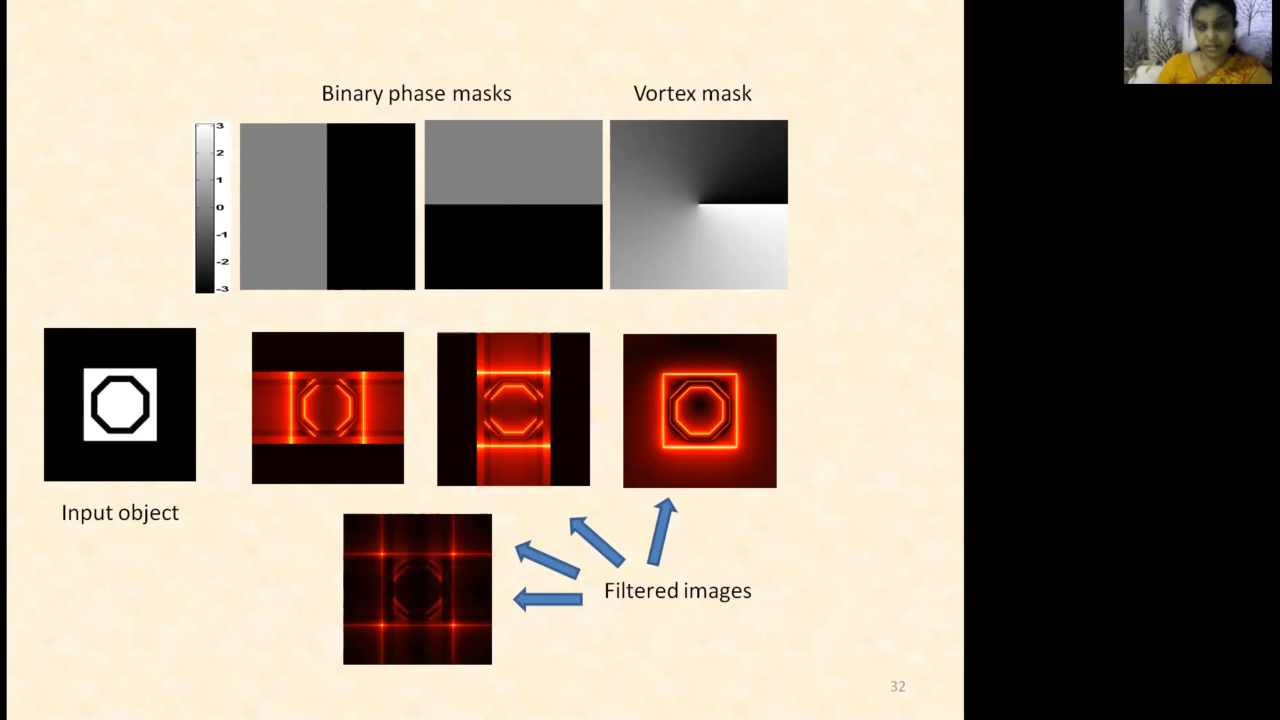 Binary phase masks
Vortex mask
3
2
1
0
-1
-2
-3
Input object
Filtered images
32